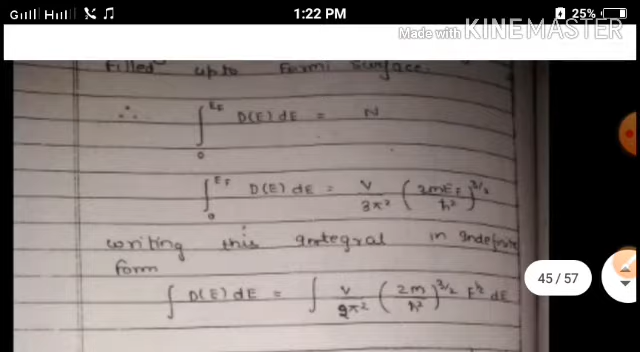 1:22 PM
25%
Made with KINEMASTER
filled upto Fermi surface.
∴ ∫₀^{E_F} D(E) dE = N
∫₀^{E_F} D(E) dE = V/3π² (2mE_F/ħ²)^{3/2}
writing this integral in indefinite
form
∫ D(E) dE = ∫ V/2π² (2m/ħ²)^{3/2} E^{1/2} dE
45 / 57